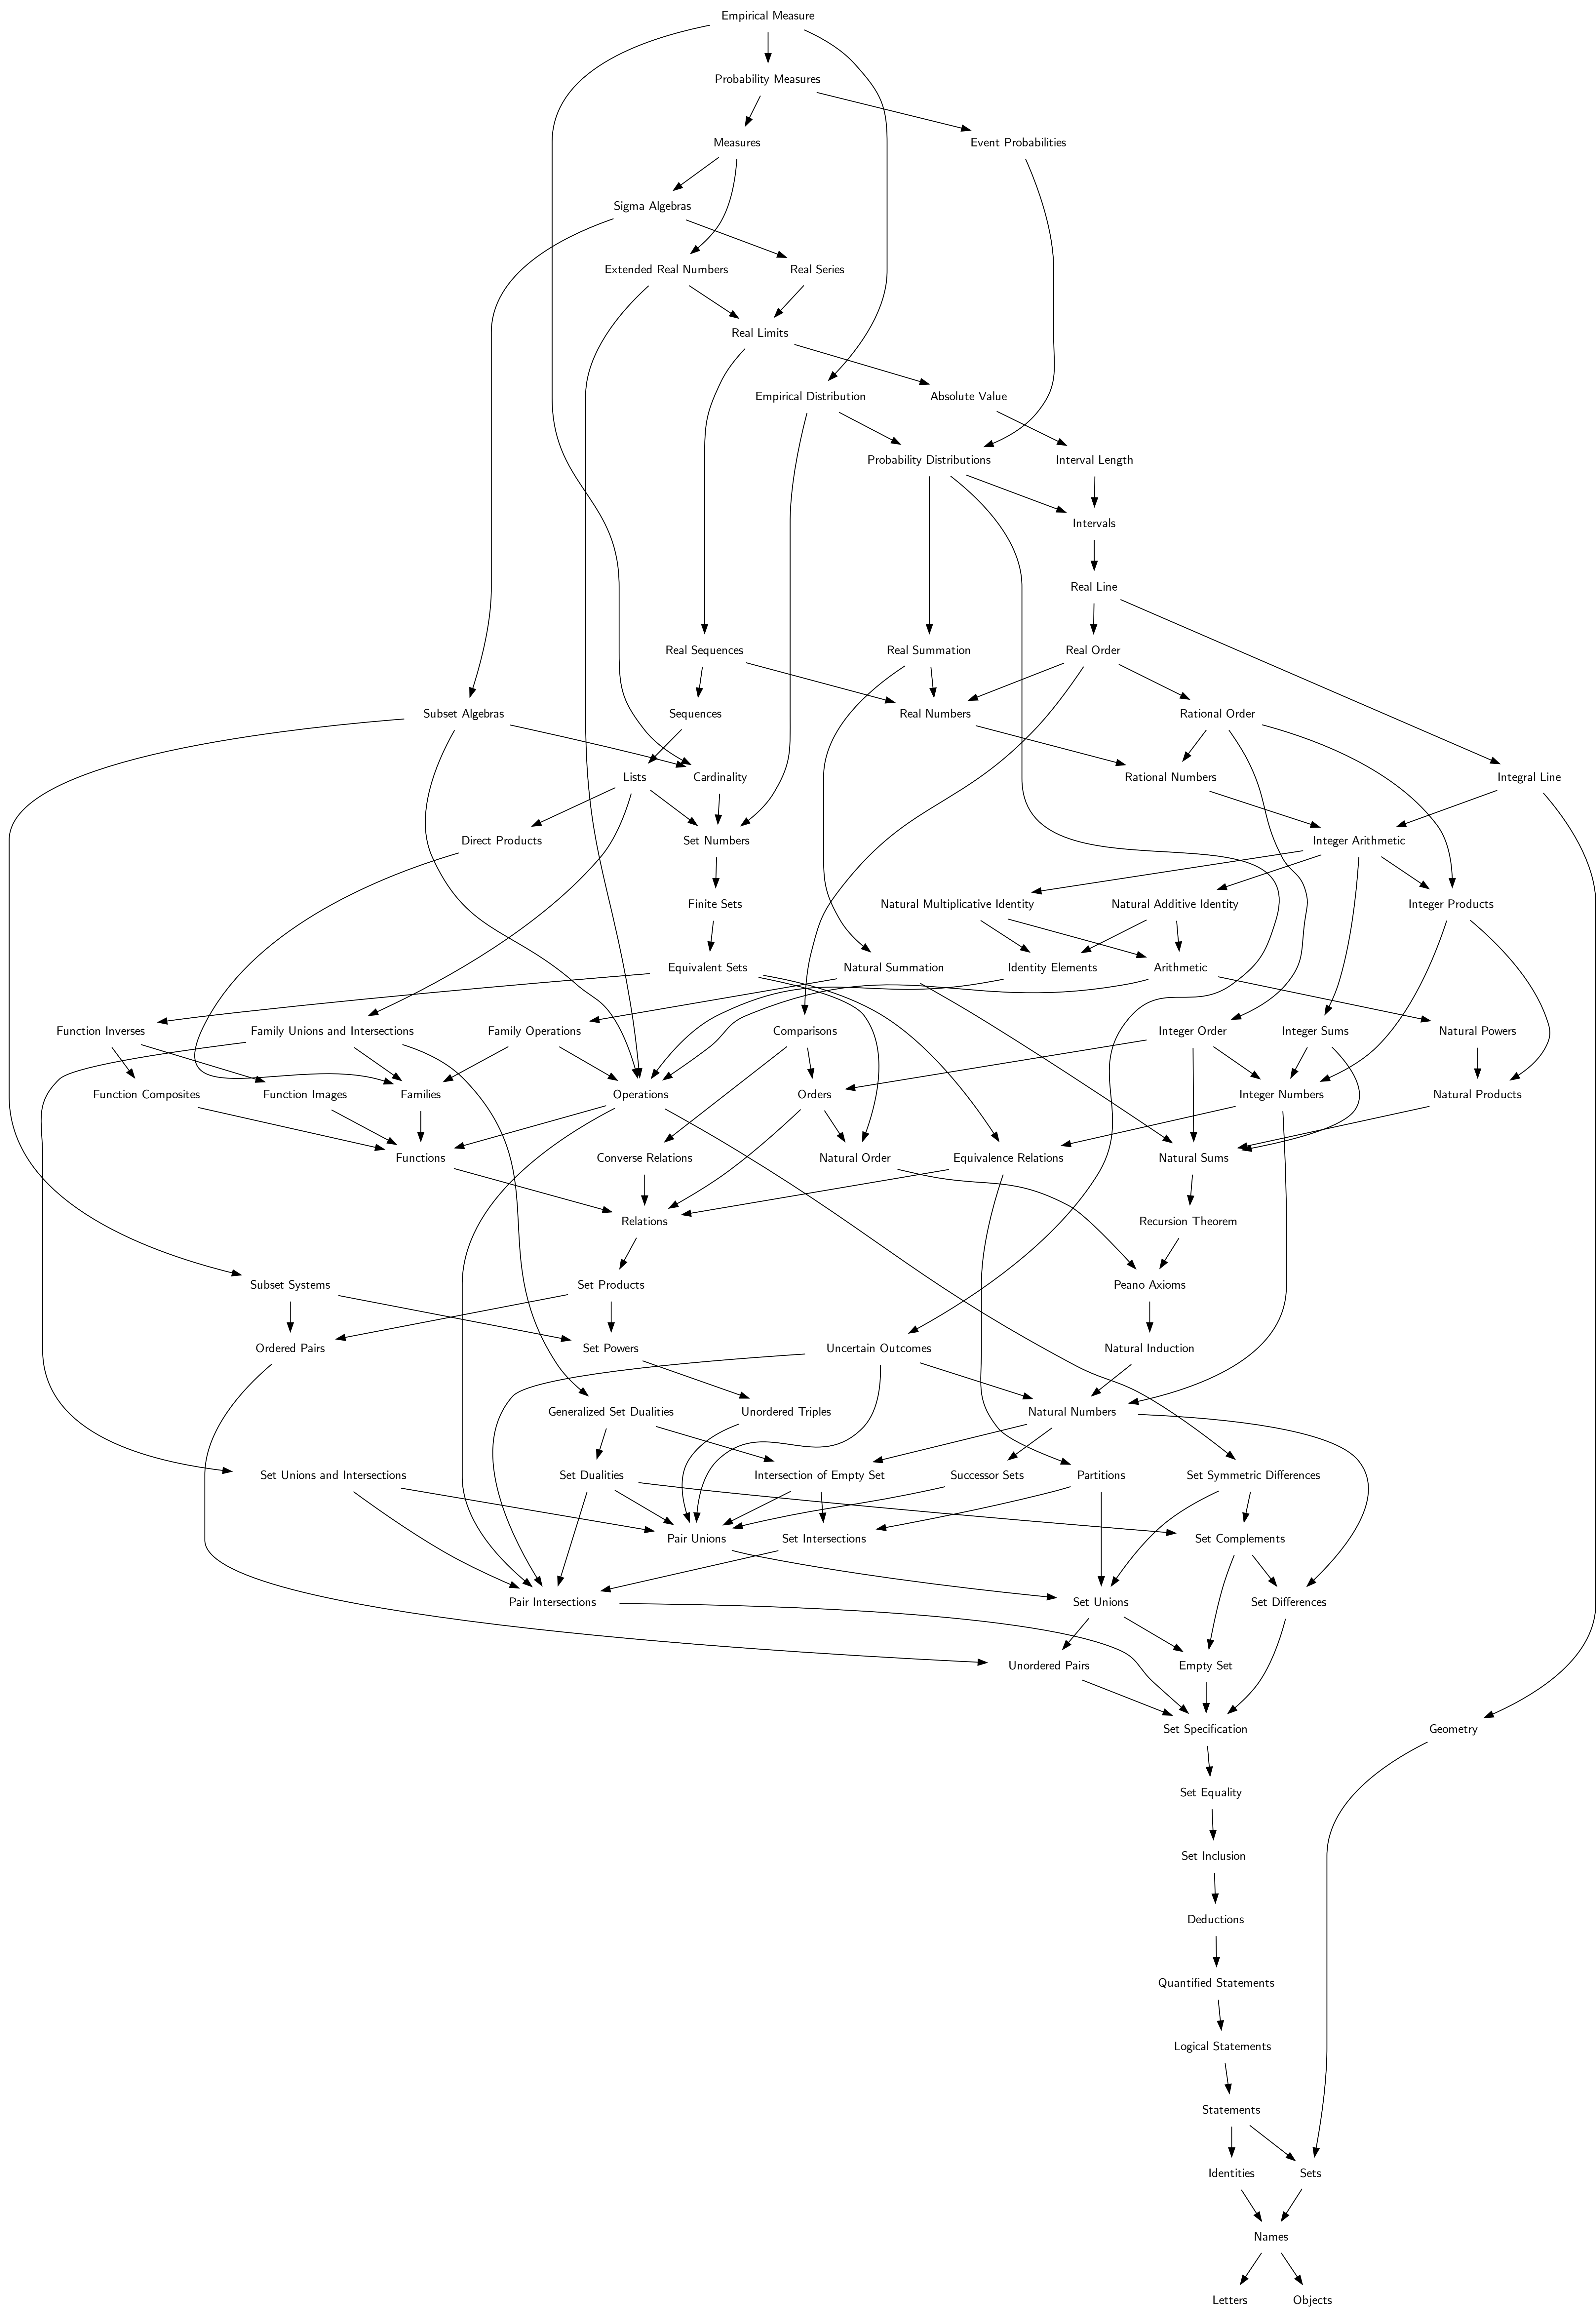 Empirical Measure
Probability Measures
Measures
Event Probabilities
Sigma Algebras
Extended Real Numbers
Real Series
Real Limits
Empirical Distribution
Absolute Value
Probability Distributions
Interval Length
Intervals
Real Line
Real Sequences
Real Summation
Real Order
Subset Algebras
Sequences
Real Numbers
Rational Order
Lists
Cardinality
Rational Numbers
Integral Line
Direct Products
Set Numbers
Integer Arithmetic
Finite Sets
Natural Multiplicative Identity
Natural Additive Identity
Integer Products
Equivalent Sets
Natural Summation
Identity Elements
Arithmetic
Function Inverses
Family Unions and Intersections
Family Operations
Comparisons
Integer Order
Integer Sums
Natural Powers
Function Composites
Function Images
Families
Operations
Orders
Integer Numbers
Natural Products
Functions
Converse Relations
Natural Order
Equivalence Relations
Natural Sums
Relations
Recursion Theorem
Subset Systems
Set Products
Peano Axioms
Ordered Pairs
Set Powers
Uncertain Outcomes
Natural Induction
Generalized Set Dualities
Unordered Triples
Natural Numbers
Set Unions and Intersections
Set Dualities
Intersection of Empty Set
Successor Sets
Partitions
Set Symmetric Differences
Pair Unions
Set Intersections
Set Complements
Pair Intersections
Set Unions
Set Differences
Unordered Pairs
Empty Set
Set Specification
Geometry
Set Equality
Set Inclusion
Deductions
Quantified Statements
Logical Statements
Statements
Identities
Sets
Names
Letters
Objects